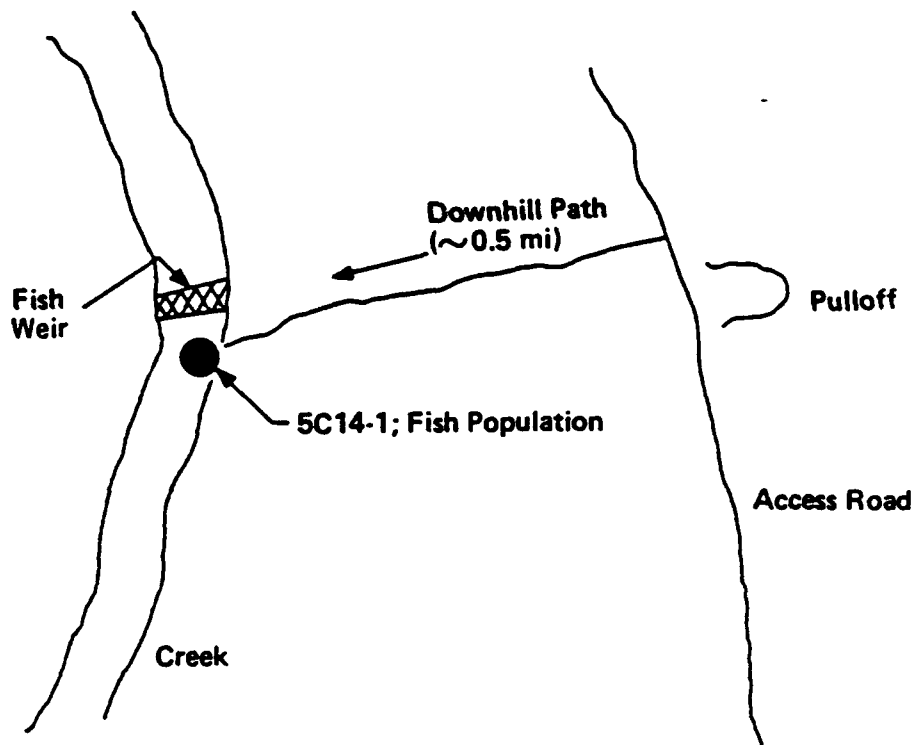 Downhill Path
(~0.5 mi)
Fish
Weir
Pulloff
5C14-1; Fish Population
Access Road
Creek